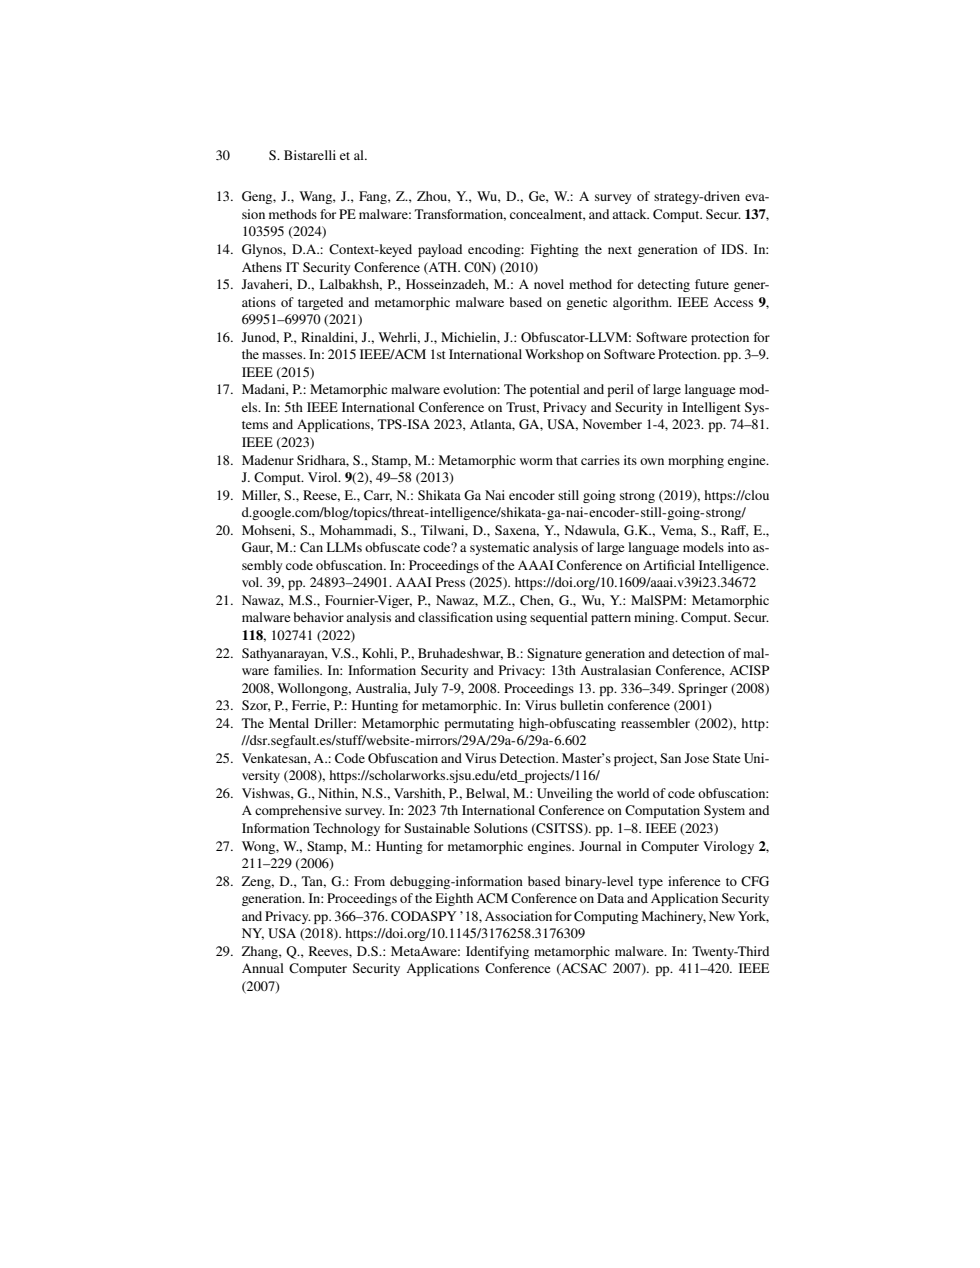 30 S. Bistarelli et al.
13. Geng, J., Wang, J., Fang, Z., Zhou, Y., Wu, D., Ge, W.: A survey of strategy-driven eva-
sion methods for PE malware: Transformation, concealment, and attack. Comput. Secur. 137,
103595 (2024)
14. Glynos, D.A.: Context-keyed payload encoding: Fighting the next generation of IDS. In:
Athens IT Security Conference (ATH. C0N) (2010)
15. Javaheri, D., Lalbakhsh, P., Hosseinzadeh, M.: A novel method for detecting future gener-
ations of targeted and metamorphic malware based on genetic algorithm. IEEE Access 9,
69951–69970 (2021)
16. Junod, P., Rinaldini, J., Wehrli, J., Michielin, J.: Obfuscator-LLVM: Software protection for
the masses. In: 2015 IEEE/ACM 1st International Workshop on Software Protection. pp. 3–9.
IEEE (2015)
17. Madani, P.: Metamorphic malware evolution: The potential and peril of large language mod-
els. In: 5th IEEE International Conference on Trust, Privacy and Security in Intelligent Sys-
tems and Applications, TPS-ISA 2023, Atlanta, GA, USA, November 1-4, 2023. pp. 74–81.
IEEE (2023)
18. Madenur Sridhara, S., Stamp, M.: Metamorphic worm that carries its own morphing engine.
J. Comput. Virol. 9(2), 49–58 (2013)
19. Miller, S., Reese, E., Carr, N.: Shikata Ga Nai encoder still going strong (2019), https://clou
d.google.com/blog/topics/threat-intelligence/shikata-ga-nai-encoder-still-going-strong/
20. Mohseni, S., Mohammadi, S., Tilwani, D., Saxena, Y., Ndawula, G.K., Vema, S., Raff, E.,
Gaur, M.: Can LLMs obfuscate code? a systematic analysis of large language models into as-
sembly code obfuscation. In: Proceedings of the AAAI Conference on Artificial Intelligence.
vol. 39, pp. 24893–24901. AAAI Press (2025). https://doi.org/10.1609/aaai.v39i23.34672
21. Nawaz, M.S., Fournier-Viger, P., Nawaz, M.Z., Chen, G., Wu, Y.: MalSPM: Metamorphic
malware behavior analysis and classification using sequential pattern mining. Comput. Secur.
118, 102741 (2022)
22. Sathyanarayan, V.S., Kohli, P., Bruhadeshwar, B.: Signature generation and detection of mal-
ware families. In: Information Security and Privacy: 13th Australasian Conference, ACISP
2008, Wollongong, Australia, July 7-9, 2008. Proceedings 13. pp. 336–349. Springer (2008)
23. Szor, P., Ferrie, P.: Hunting for metamorphic. In: Virus bulletin conference (2001)
24. The Mental Driller: Metamorphic permutating high-obfuscating reassembler (2002), http:
//dsr.segfault.es/stuff/website-mirrors/29A/29a-6/29a-6.602
25. Venkatesan, A.: Code Obfuscation and Virus Detection. Master's project, San Jose State Uni-
versity (2008), https://scholarworks.sjsu.edu/etd_projects/116/
26. Vishwas, G., Nithin, N.S., Varshith, P., Belwal, M.: Unveiling the world of code obfuscation:
A comprehensive survey. In: 2023 7th International Conference on Computation System and
Information Technology for Sustainable Solutions (CSITSS). pp. 1–8. IEEE (2023)
27. Wong, W., Stamp, M.: Hunting for metamorphic engines. Journal in Computer Virology 2,
211–229 (2006)
28. Zeng, D., Tan, G.: From debugging-information based binary-level type inference to CFG
generation. In: Proceedings of the Eighth ACM Conference on Data and Application Security
and Privacy. pp. 366–376. CODASPY '18, Association for Computing Machinery, New York,
NY, USA (2018). https://doi.org/10.1145/3176258.3176309
29. Zhang, Q., Reeves, D.S.: MetaAware: Identifying metamorphic malware. In: Twenty-Third
Annual Computer Security Applications Conference (ACSAC 2007). pp. 411–420. IEEE
(2007)